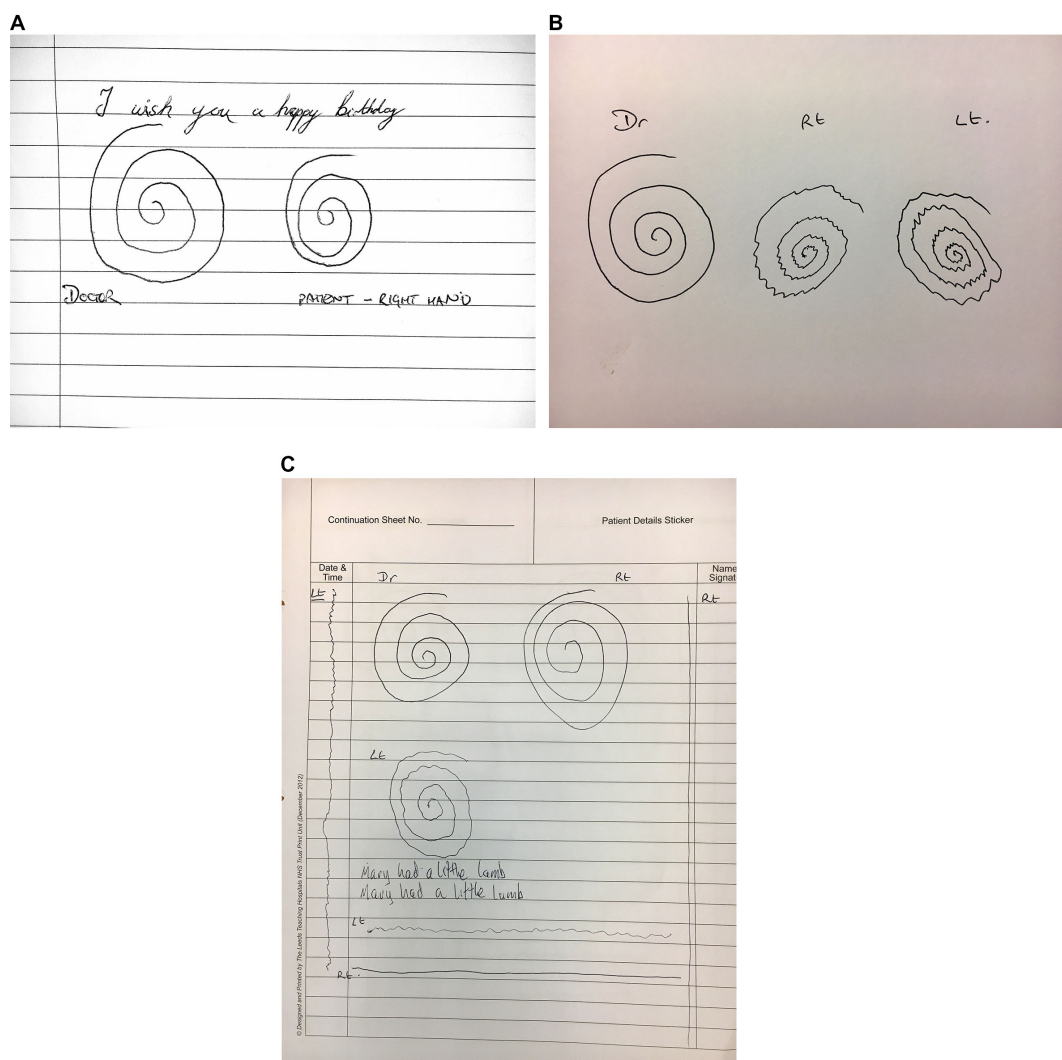 A
I wish you a happy birthday
DOCTOR
PATIENT - RIGHT HAND
B
Dr
Rt
Lt.
C
Continuation Sheet No.
Patient Details Sticker
Date & Time
Name
Signat
Dr
Rt
Lt
Rt
Lt
Mary had a little lamb
Mary had a little lamb
Lt
Rt.
© Designed and Printed by The Leeds Teaching Hospitals NHS Trust Print Unit (December 2012)